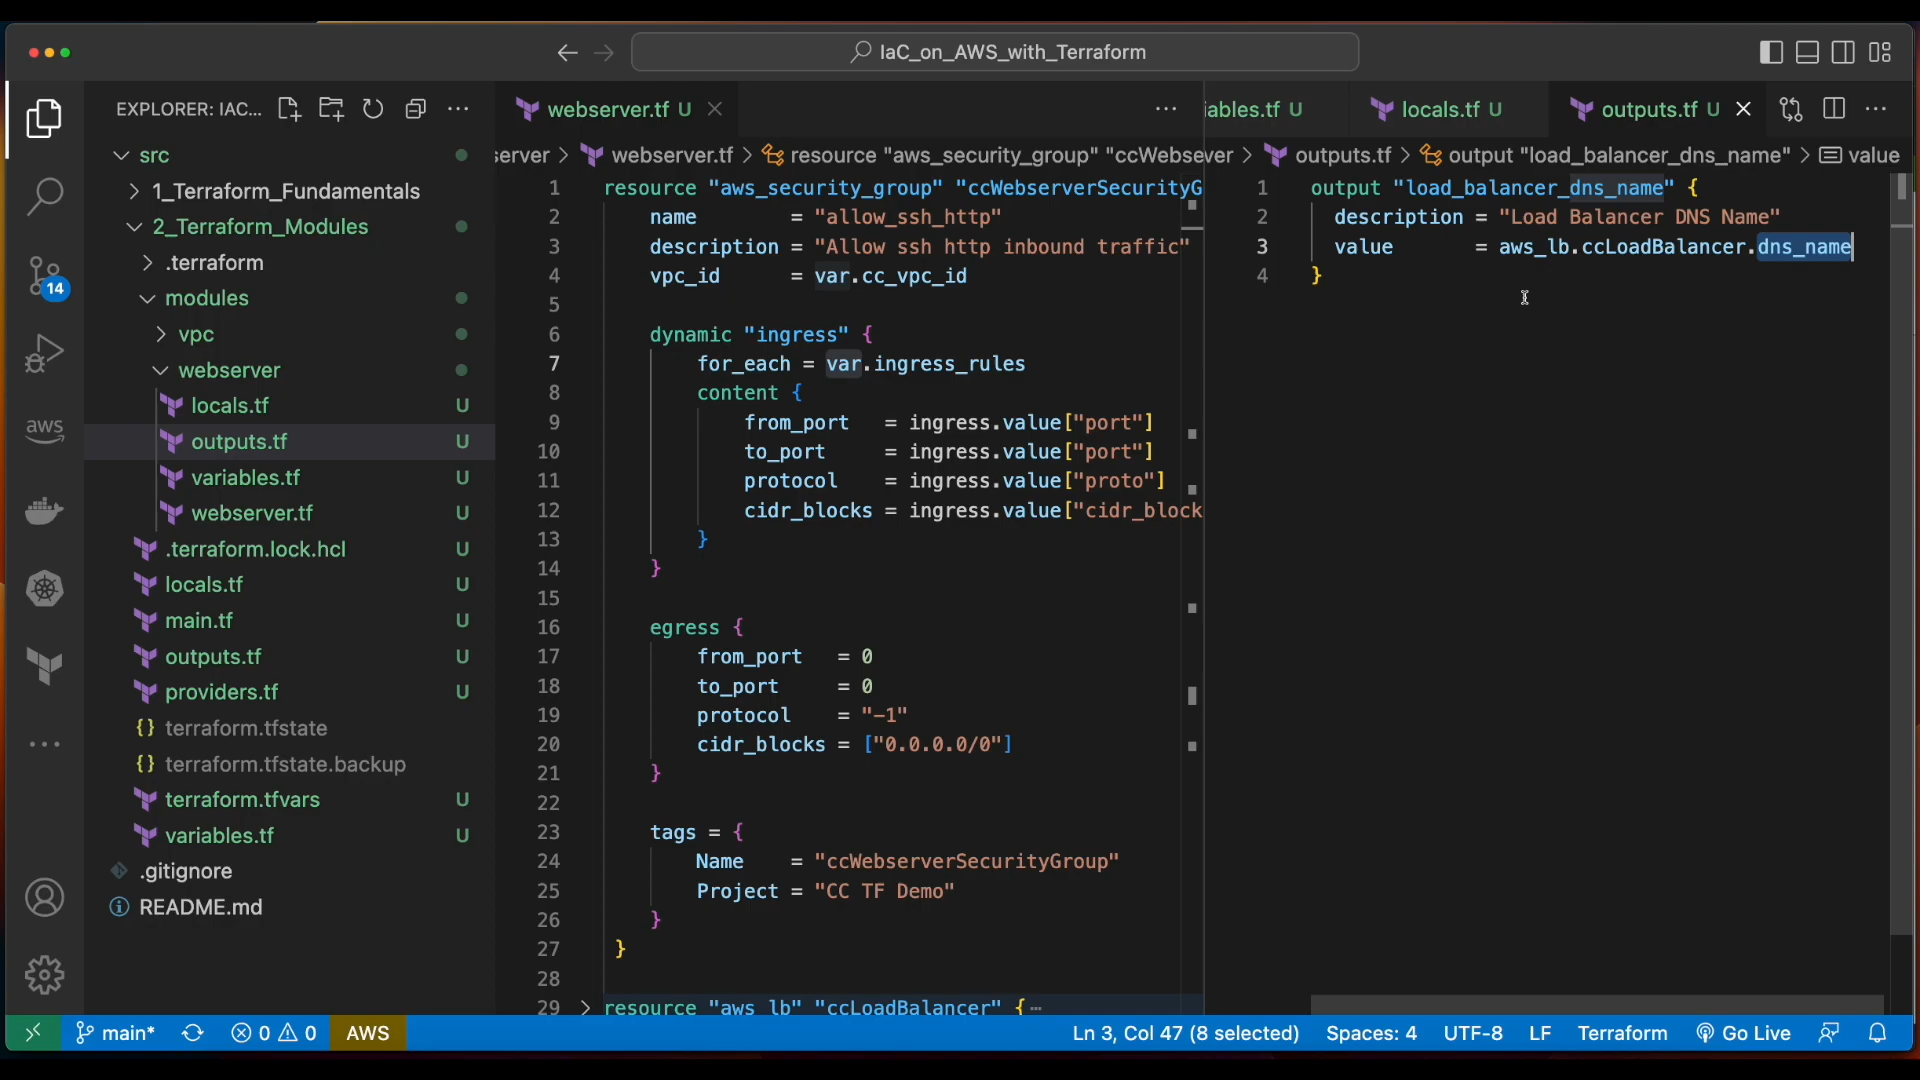 IaC_on_AWS_with_Terraform
EXPLORER: IAC...
src
1_Terraform_Fundamentals
2_Terraform_Modules
.terraform
modules
vpc
webserver
locals.tf U
outputs.tf U
variables.tf U
webserver.tf U
.terraform.lock.hcl U
locals.tf U
main.tf U
outputs.tf U
providers.tf U
{} terraform.tfstate
{} terraform.tfstate.backup
terraform.tfvars U
variables.tf U
.gitignore
README.md
14
aws
webserver.tf U
server > webserver.tf > resource "aws_security_group" "ccWebse
1 resource "aws_security_group" "ccWebserverSecurityG
2 name = "allow_ssh_http"
3 description = "Allow ssh http inbound traffic"
4 vpc_id = var.cc_vpc_id
5
6 dynamic "ingress" {
7 for_each = var.ingress_rules
8 content {
9 from_port = ingress.value["port"]
10 to_port = ingress.value["port"]
11 protocol = ingress.value["proto"]
12 cidr_blocks = ingress.value["cidr_block
13 }
14 }
15
16 egress {
17 from_port = 0
18 to_port = 0
19 protocol = "-1"
20 cidr_blocks = ["0.0.0.0/0"]
21 }
22
23 tags = {
24 Name = "ccWebserverSecurityGroup"
25 Project = "CC TF Demo"
26 }
27 }
28
29 resource "aws_lb" "ccLoadBalancer" {
iables.tf U
locals.tf U
outputs.tf U
ver > outputs.tf > output "load_balancer_dns_name" > value
1 output "load_balancer_dns_name" {
2 description = "Load Balancer DNS Name"
3 value = aws_lb.ccLoadBalancer.dns_name
4 }
main* 0 0 AWS Ln 3, Col 47 (8 selected) Spaces: 4 UTF-8 LF Terraform Go Live